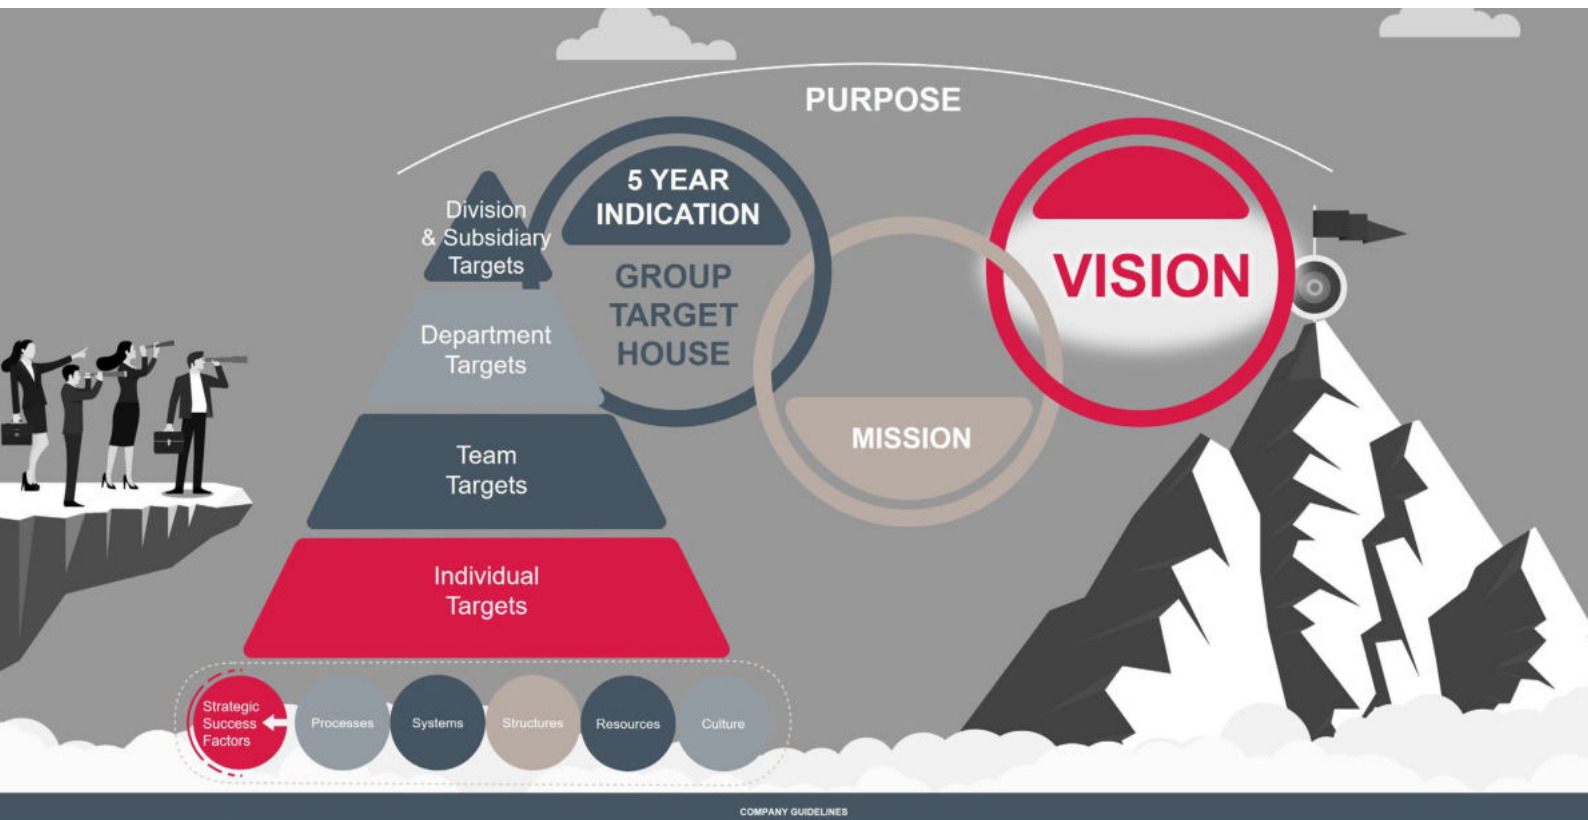 PURPOSE
5 YEAR
INDICATION
GROUP
TARGET
HOUSE
MISSION
VISION
Division
& Subsidiary
Targets
Department
Targets
Team
Targets
Individual
Targets
Strategic
Success
Factors
Processes
Systems
Structures
Resources
Culture
COMPANY GUIDELINES